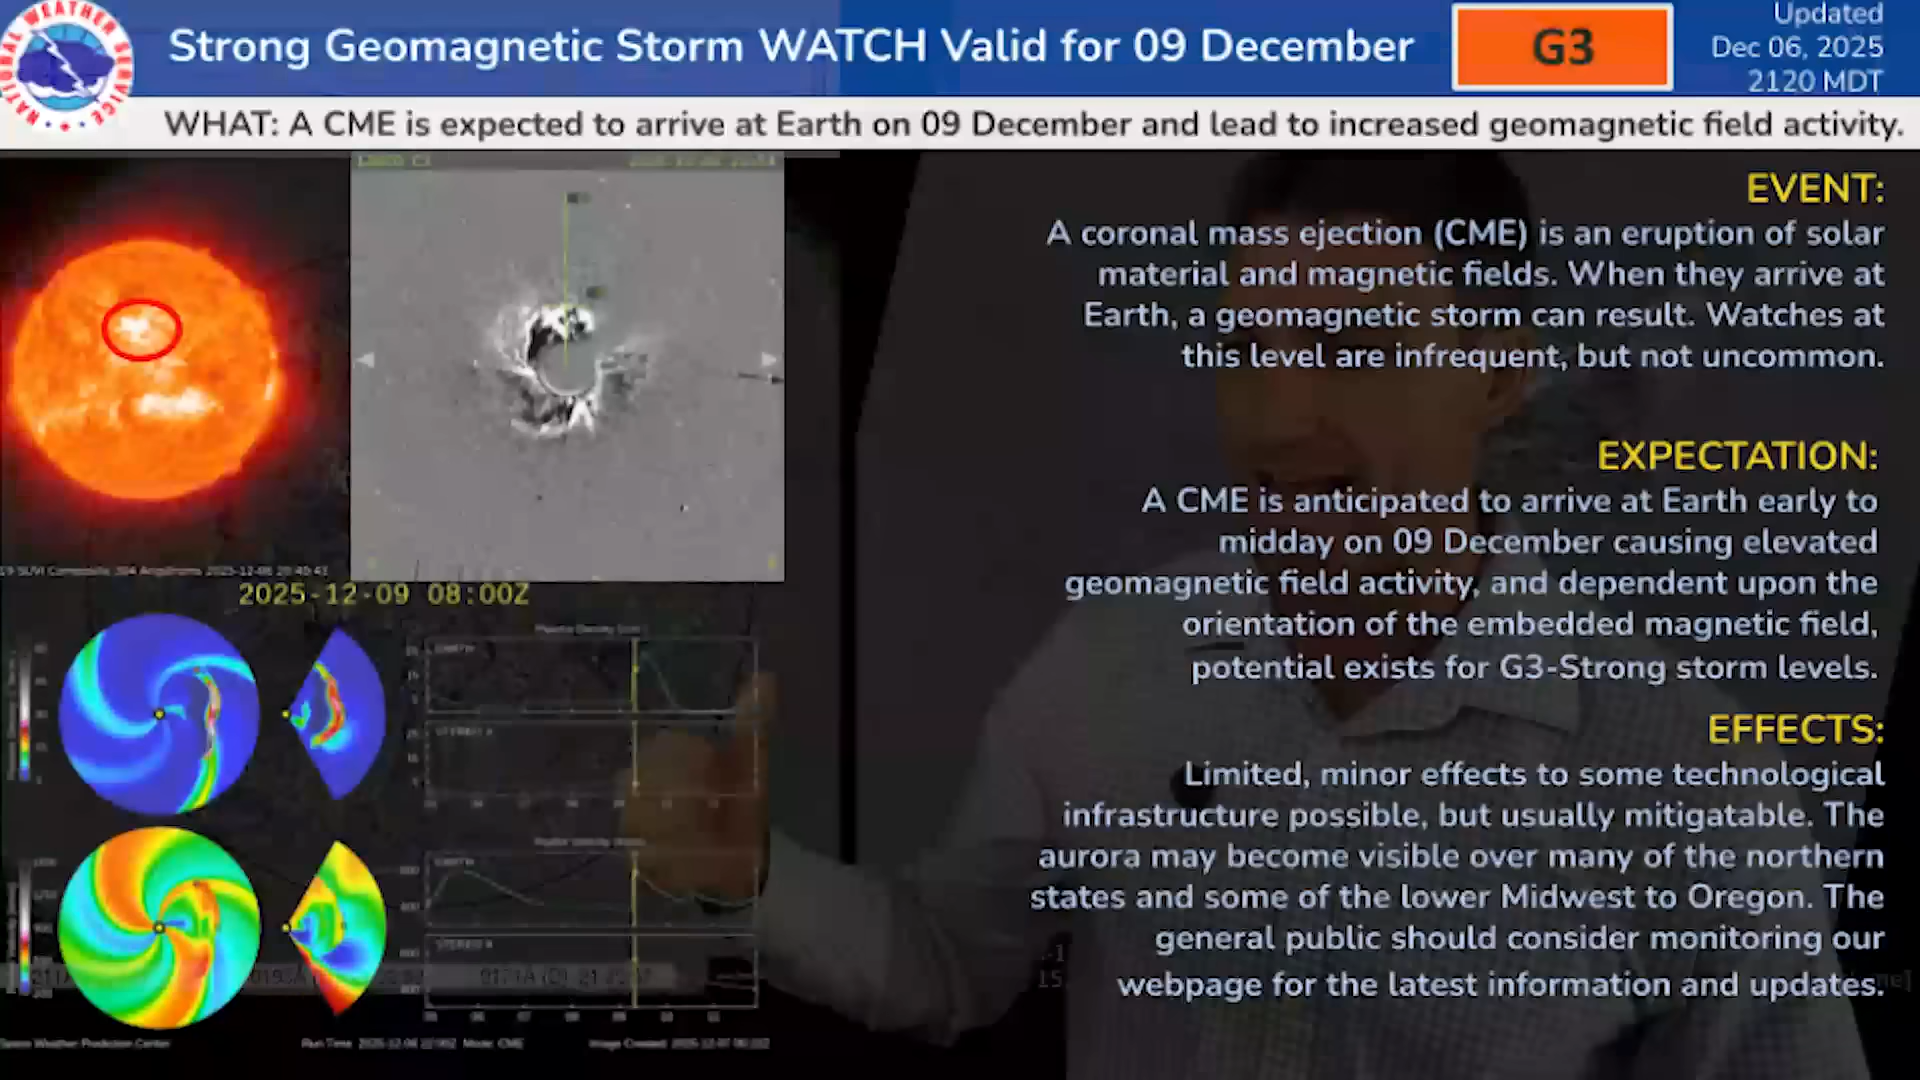 NATIONAL WEATHER SERVICE
Strong Geomagnetic Storm WATCH Valid for 09 December
G3
Updated
Dec 06, 2025
2120 MDT
WHAT: A CME is expected to arrive at Earth on 09 December and lead to increased geomagnetic field activity.
EVENT:
A coronal mass ejection (CME) is an eruption of solar
material and magnetic fields. When they arrive at
Earth, a geomagnetic storm can result. Watches at
this level are infrequent, but not uncommon.
EXPECTATION:
A CME is anticipated to arrive at Earth early to
midday on 09 December causing elevated
geomagnetic field activity, and dependent upon the
orientation of the embedded magnetic field,
potential exists for G3-Strong storm levels.
EFFECTS:
Limited, minor effects to some technological
infrastructure possible, but usually mitigatable. The
aurora may become visible over many of the northern
states and some of the lower Midwest to Oregon. The
general public should consider monitoring our
webpage for the latest information and updates.
2025-12-09 08:00Z
Space Weather Prediction Center